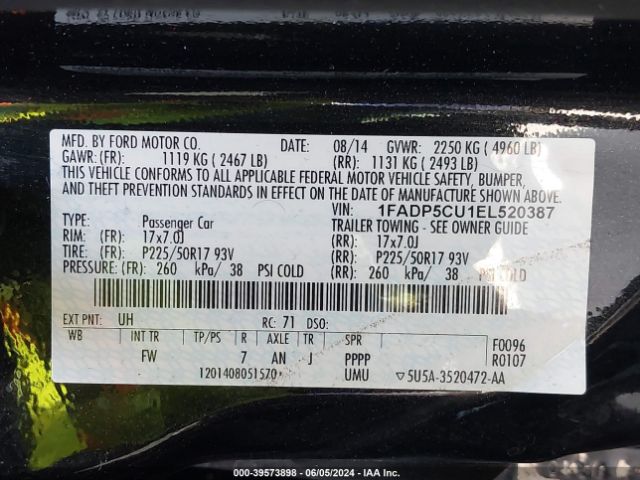 MFD. BY FORD MOTOR CO. DATE: 08/14 GVWR: 2250 KG ( 4960 LB)
GAWR: (FR): 1119 KG ( 2467 LB) (RR): 1131 KG ( 2493 LB)
THIS VEHICLE CONFORMS TO ALL APPLICABLE FEDERAL MOTOR VEHICLE SAFETY, BUMPER,
AND THEFT PREVENTION STANDARDS IN EFFECT ON THE DATE OF MANUFACTURE SHOWN ABOVE.
VIN: 1FADP5CU1EL520387
TYPE: Passenger Car TRAILER TOWING - SEE OWNER GUIDE
RIM: (FR): 17x7.0J (RR): 17x7.0J
TIRE: (FR): P225/50R17 93V (RR): P225/50R17 93V
PRESSURE: (FR): 260 kPa/ 38 PSI COLD (RR): 260 kPa/ 38 PSI COLD
EXT PNT: UH RC: 71 DSO:
WB INT TR TP/PS R AXLE TR SPR F0096
FW 7 AN J PPPP R0107
1201408051570 UMU 5U5A-3520472-AA
000-39573898 - 06/05/2024 - IAA Inc.